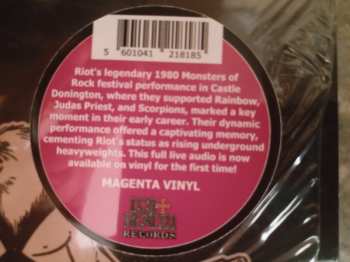 5 601041 218185
Riot's legendary 1980 Monsters of
Rock festival performance in Castle
Donington, where they supported Rainbow,
Judas Priest, and Scorpions, marked a key
moment in their early career. Their dynamic
performance offered a captivating memory,
cementing Riot's status as rising underground
heavyweights. This full live audio is now
available on vinyl for the first time!
MAGENTA VINYL
RECORDS